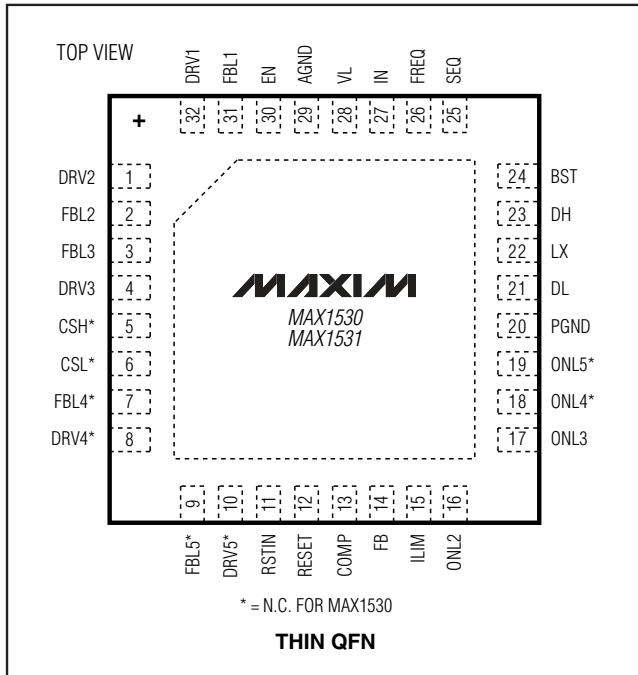 TOP VIEW
DRV1 FBL1 EN AGND VL IN FREQ SEQ
32 31 30 29 28 27 26 25
+
DRV2 1 24 BST
FBL2 2 23 DH
FBL3 3 22 LX
DRV3 4 21 DL
CSH* 5 20 PGND
CSL* 6 19 ONL5*
FBL4* 7 18 ONL4*
DRV4* 8 17 ONL3
MAXIM
MAX1530
MAX1531
9 10 11 12 13 14 15 16
FBL5* DRV5* RSTIN RESET COMP FB ILIM ONL2
* = N.C. FOR MAX1530
THIN QFN